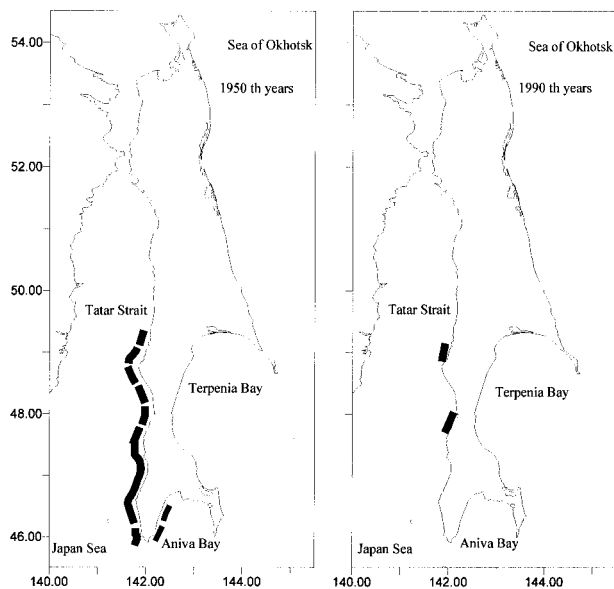 54.00
52.00
50.00
48.00
46.00
Sea of Okhotsk
1950 th years
Tatar Strait
Terpenia Bay
Japan Sea
Aniva Bay
140.00
142.00
144.00
Sea of Okhotsk
1990 th years
Tatar Strait
Terpenia Bay
Japan Sea
Aniva Bay
140.00
142.00
144.00